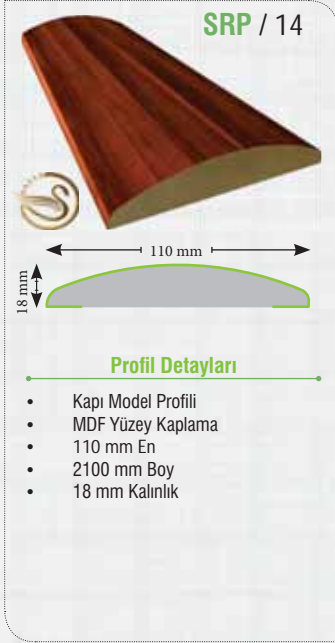 SRP / 14
110 mm
18 mm
Profil Detayları
• Kapı Model Profili
• MDF Yüzey Kaplama
• 110 mm En
• 2100 mm Boy
• 18 mm Kalınlık